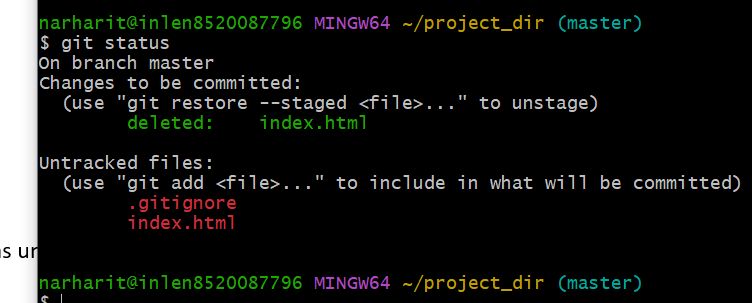 narharit@inlen8520087796 MINGW64 ~/project_dir (master)
$ git status
On branch master
Changes to be committed:
  (use "git restore --staged <file>..." to unstage)
        deleted:    index.html

Untracked files:
  (use "git add <file>..." to include in what will be committed)
        .gitignore
        index.html

narharit@inlen8520087796 MINGW64 ~/project_dir (master)
$